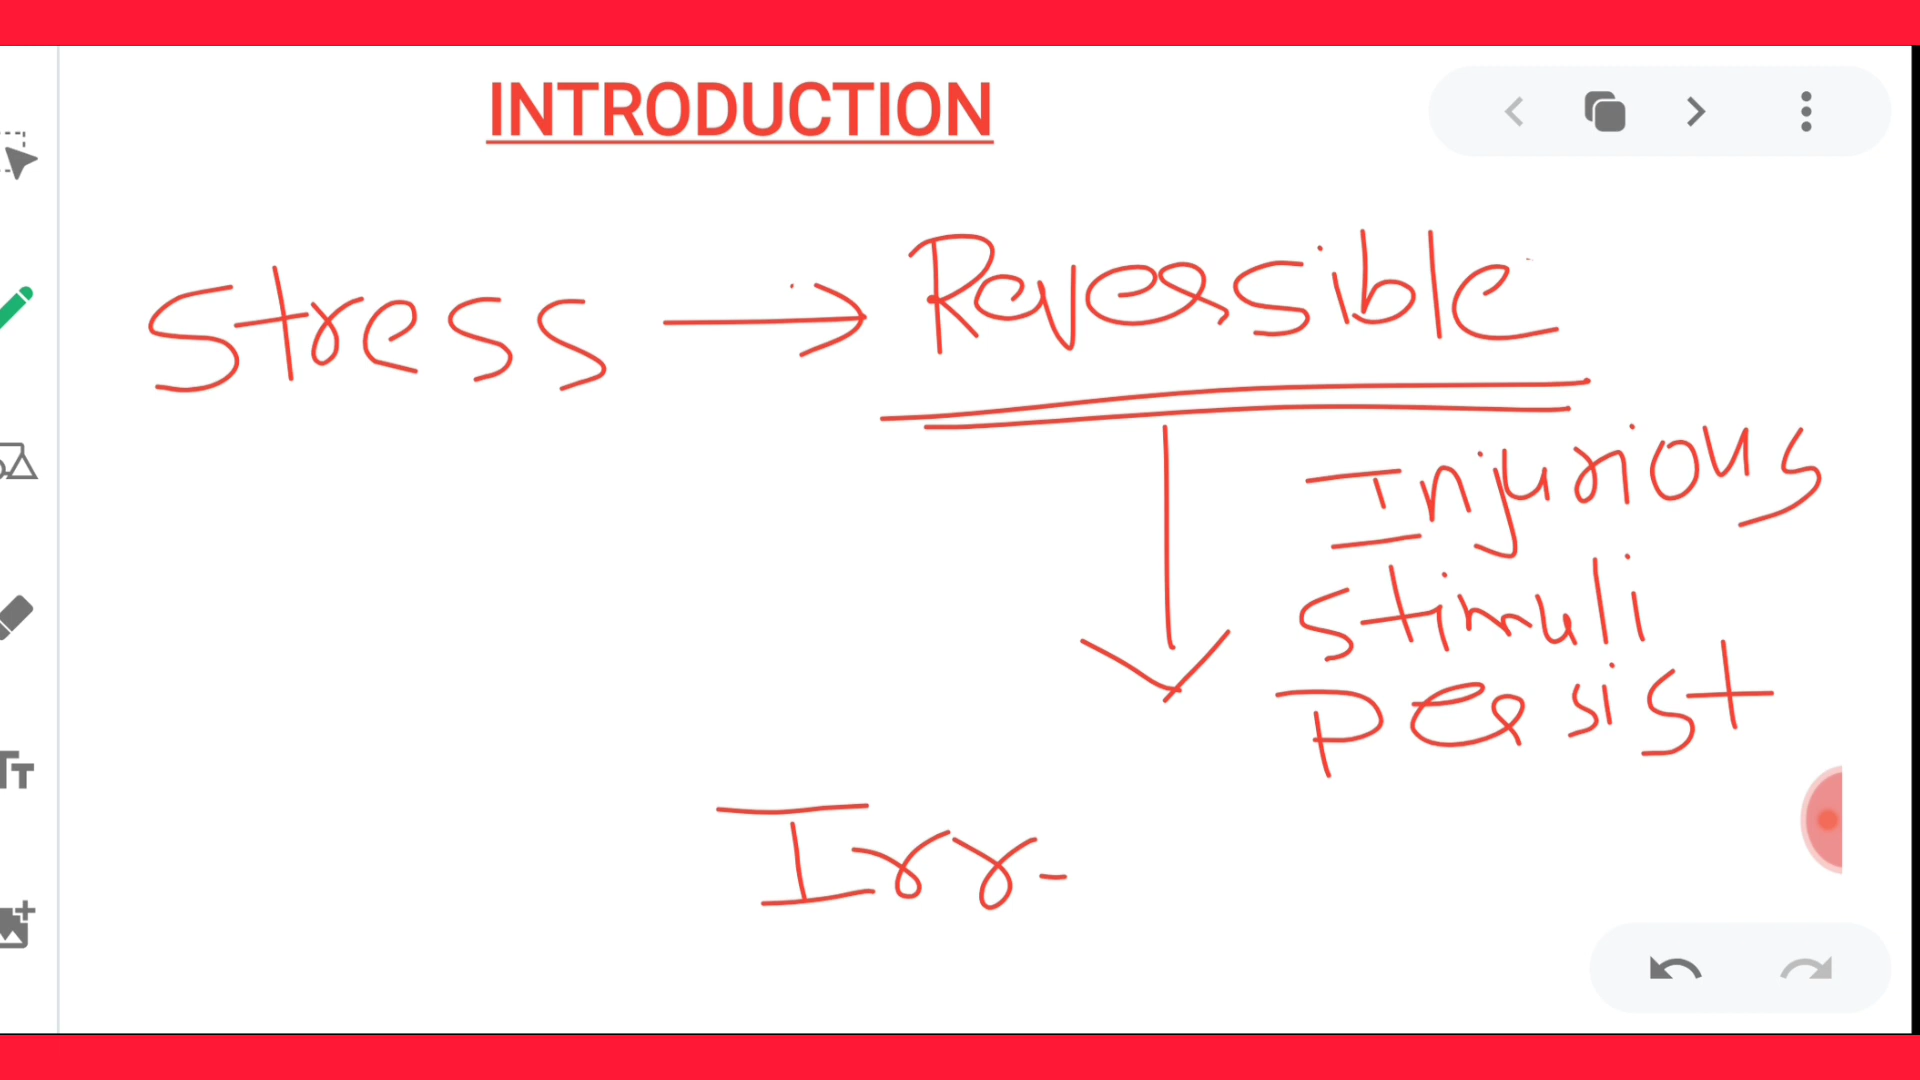 INTRODUCTION
Stress → Reversible
Injurious
stimuli
persist
Irr-